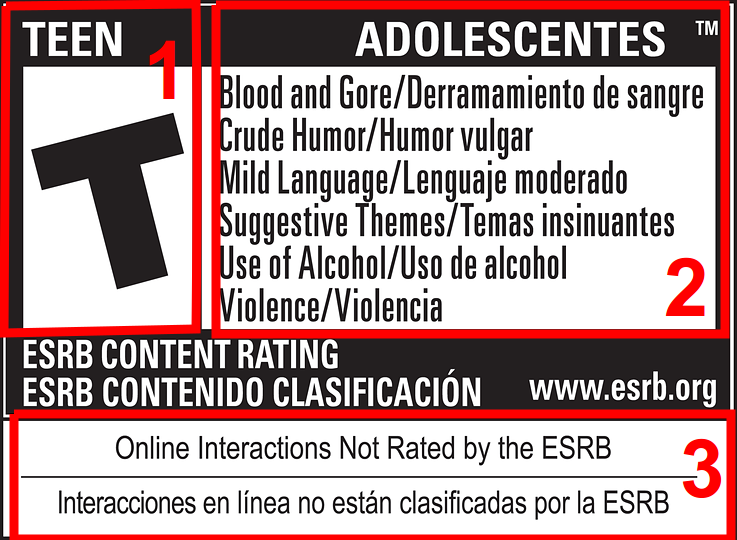 TEEN
ADOLESCENTES ™
1
T
Blood and Gore/Derramamiento de sangre
Crude Humor/Humor vulgar
Mild Language/Lenguaje moderado
Suggestive Themes/Temas insinuantes
Use of Alcohol/Uso de alcohol
Violence/Violencia
2
ESRB CONTENT RATING
ESRB CONTENIDO CLASIFICACIÓN
www.esrb.org
Online Interactions Not Rated by the ESRB
Interacciones en línea no están clasificadas por la ESRB
3